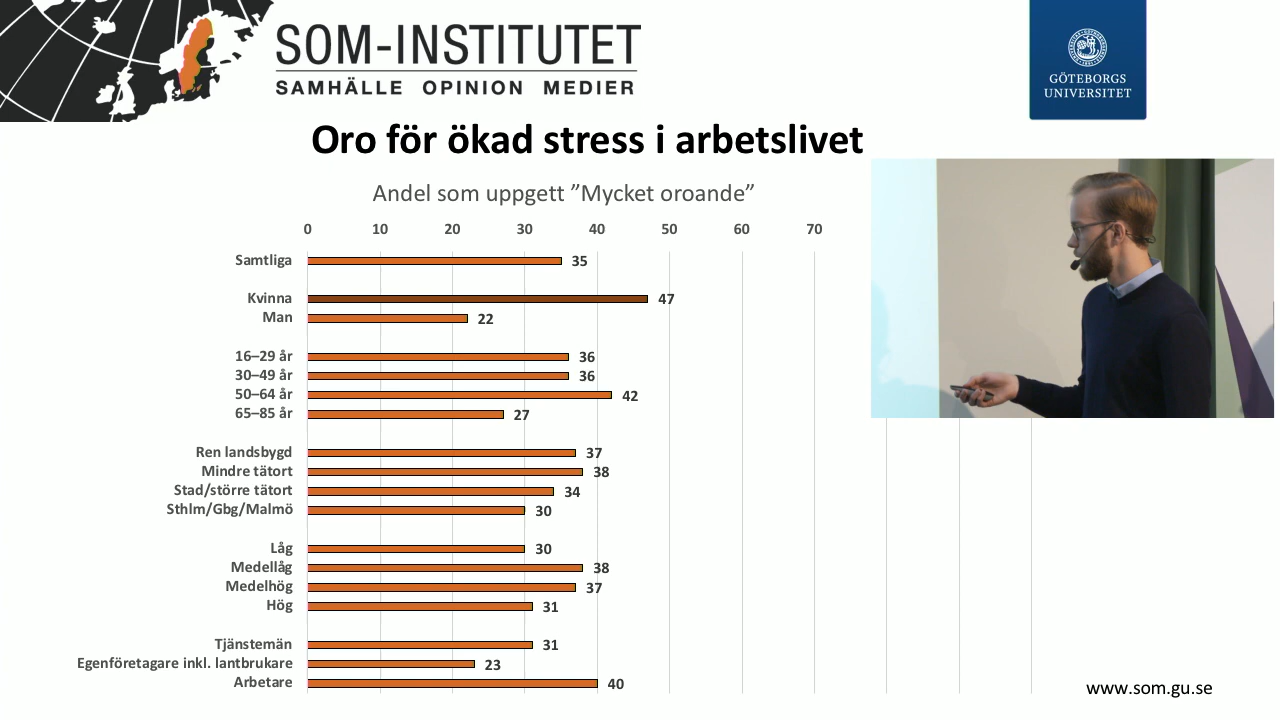 SOM-INSTITUTET
SAMHÄLLE OPINION MEDIER
GÖTEBORGS
UNIVERSITET
Oro för ökad stress i arbetslivet
Andel som uppgett ”Mycket oroande”
0 10 20 30 40 50 60 70
Samtliga 35
Kvinna 47
Man 22
16–29 år 36
30–49 år 36
50–64 år 42
65–85 år 27
Ren landsbygd 37
Mindre tätort 38
Stad/större tätort 34
Sthlm/Gbg/Malmö 30
Låg 30
Medellåg 38
Medelhög 37
Hög 31
Tjänstemän 31
Egenföretagare inkl. lantbrukare 23
Arbetare 40
www.som.gu.se